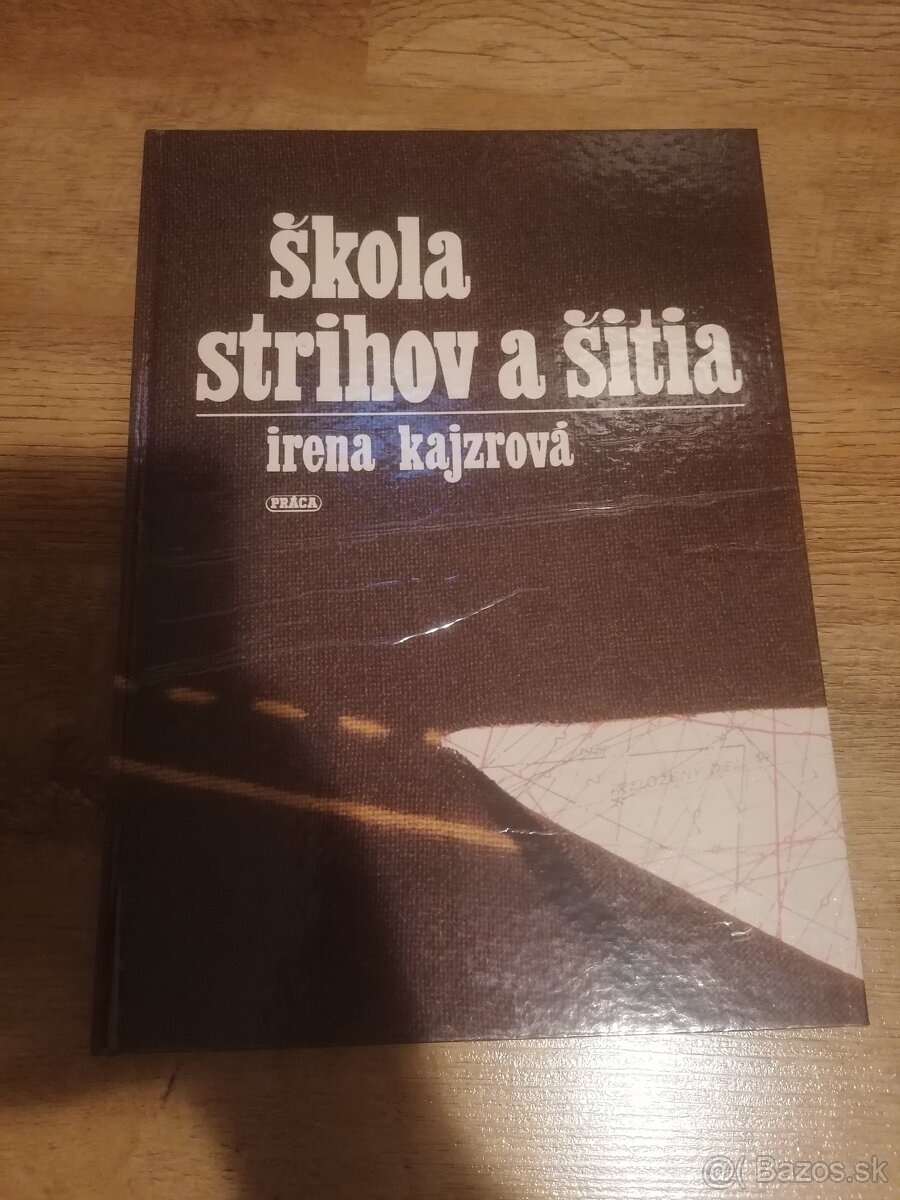 škola
strihov a šitia
irena kajzrová
PRÁCA
PRELOŽENÝ DIEL
@( Bazos.sk